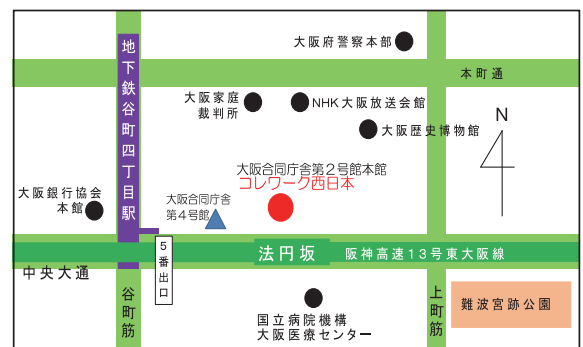 大阪府警察本部
本町通
地下鉄谷町四丁目駅
大阪家庭
裁判所
NHK大阪放送会館
大阪歴史博物館
N
大阪合同庁舎第2号館本館
コレワーク西日本
大阪銀行協会
本館
大阪合同庁舎
第4号館
5番出口
法円坂
阪神高速13号東大阪線
中央大通
谷町筋
国立病院機構
大阪医療センター
上町筋
難波宮跡公園